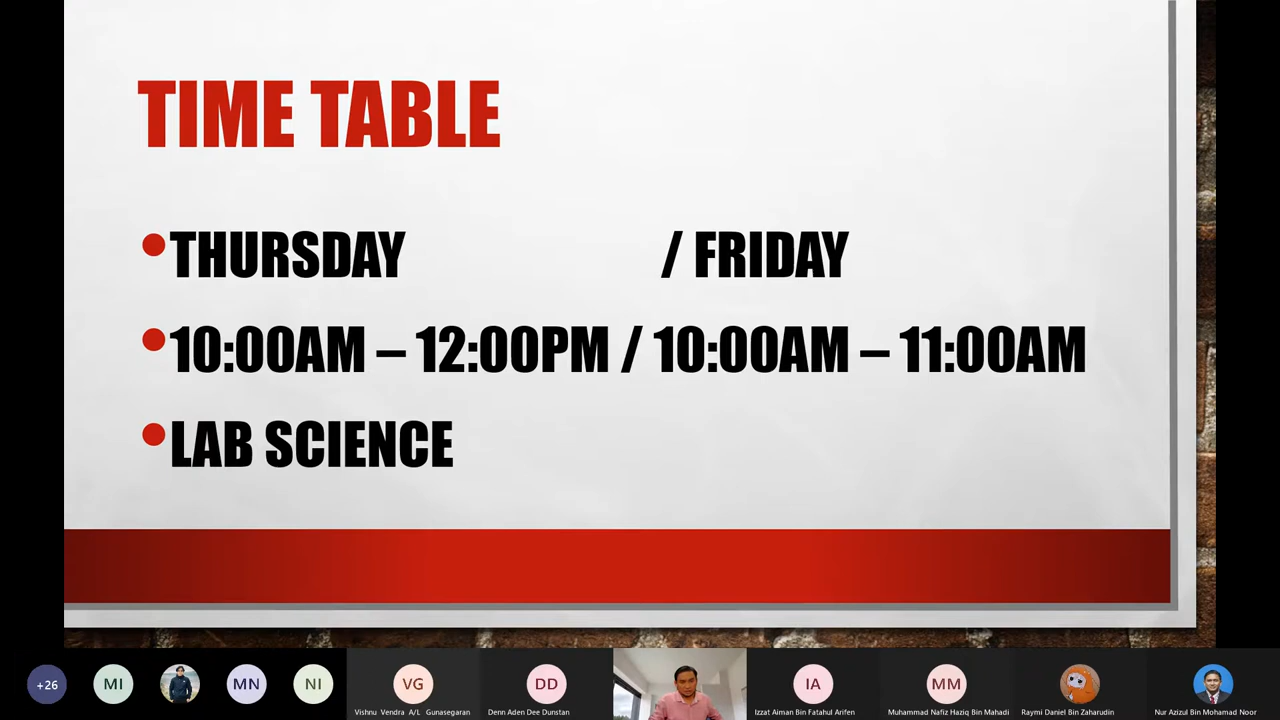 TIME TABLE
THURSDAY / FRIDAY
10:00AM – 12:00PM / 10:00AM – 11:00AM
LAB SCIENCE
+26
MI
MN
NI
VG
DD
IA
MM
Vishnu Vendra A/L Gunasegaran
Denn Aden Dee Dunstan
Izzat Aiman Bin Fatahul Arifen
Muhammad Nafiz Haziq Bin Mahadi
Raymi Daniel Bin Zaharudin
Nur Azizul Bin Mohamad Noor